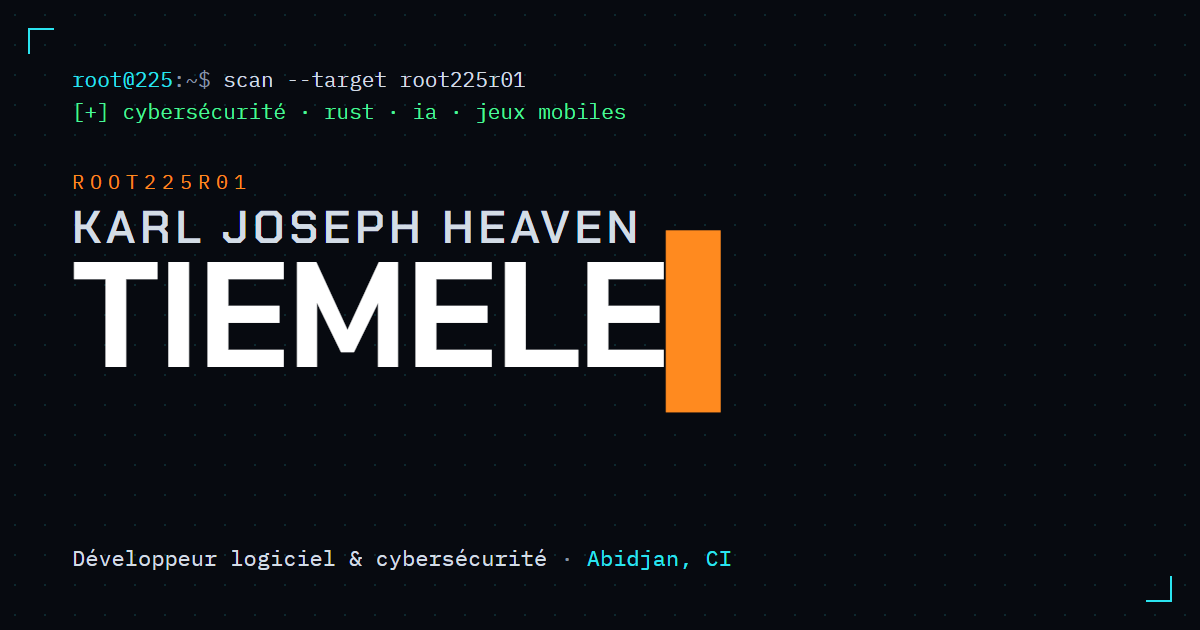 root@225:~$ scan --target root225r01
[+] cybersécurité · rust · ia · jeux mobiles
ROOT225R01
KARL JOSEPH HEAVEN
TIEMELE
Développeur logiciel & cybersécurité · Abidjan, CI